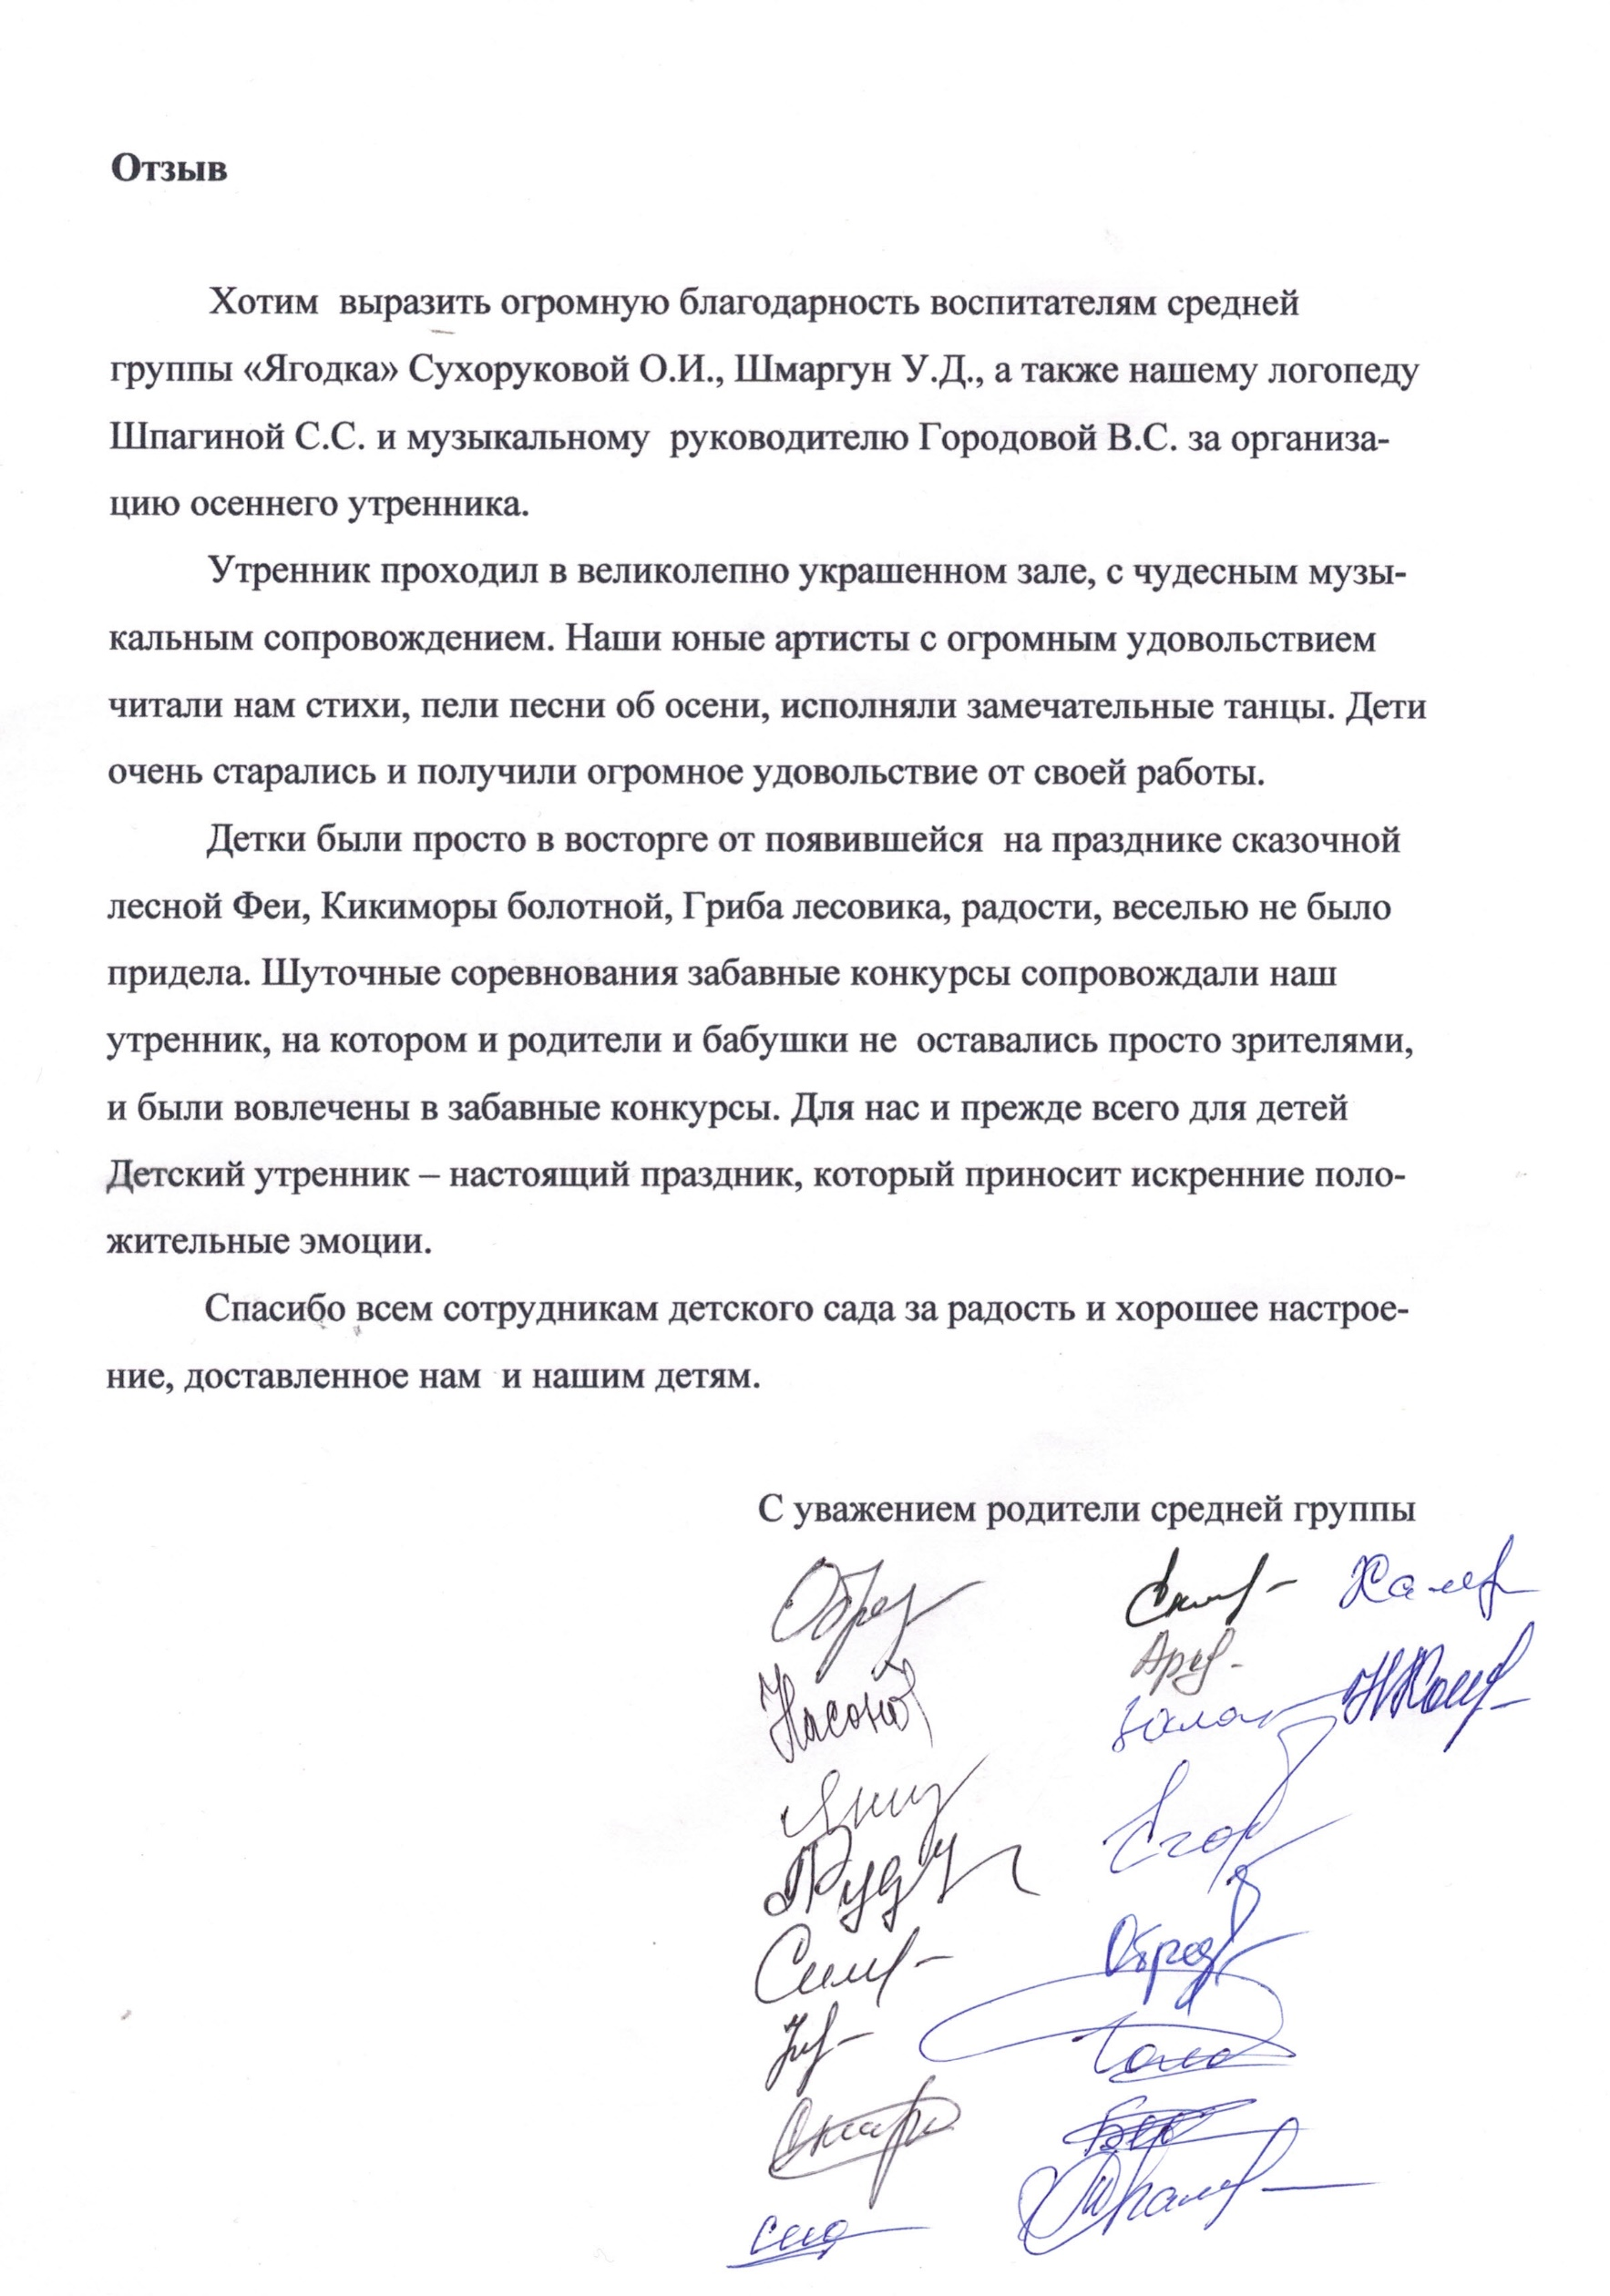 Отзыв
Хотим выразить огромную благодарность воспитателям средней
группы «Ягодка» Сухоруковой О.И., Шмаргун У.Д., а также нашему логопеду
Шпагиной С.С. и музыкальному руководителю Городовой В.С. за организа-
цию осеннего утренника.
Утренник проходил в великолепно украшенном зале, с чудесным музы-
кальным сопровождением. Наши юные артисты с огромным удовольствием
читали нам стихи, пели песни об осени, исполняли замечательные танцы. Дети
очень старались и получили огромное удовольствие от своей работы.
Детки были просто в восторге от появившейся на празднике сказочной
лесной Феи, Кикиморы болотной, Гриба лесовика, радости, веселью не было
придела. Шуточные соревнования забавные конкурсы сопровождали наш
утренник, на котором и родители и бабушки не оставались просто зрителями,
и были вовлечены в забавные конкурсы. Для нас и прежде всего для детей
Детский утренник – настоящий праздник, который приносит искренние поло-
жительные эмоции.
Спасибо всем сотрудникам детского сада за радость и хорошее настрое-
ние, доставленное нам и нашим детям.
С уважением родители средней группы